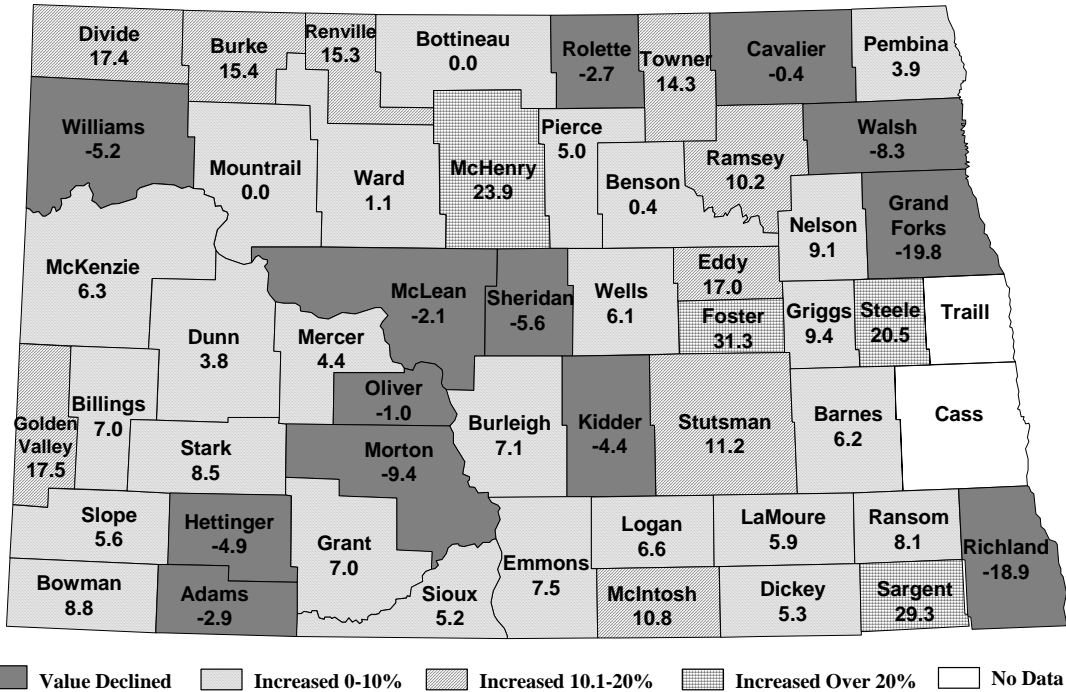 Divide
17.4
Burke
15.4
Renville
15.3
Bottineau
0.0
Rolette
-2.7
Towner
14.3
Cavalier
-0.4
Pembina
3.9
Williams
-5.2
Mountrail
0.0
Ward
1.1
McHenry
23.9
Pierce
5.0
Benson
0.4
Ramsey
10.2
Walsh
-8.3
Nelson
9.1
Grand
Forks
-19.8
McKenzie
6.3
Dunn
3.8
Mercer
4.4
McLean
-2.1
Sheridan
-5.6
Wells
6.1
Eddy
17.0
Foster
31.3
Griggs
9.4
Steele
20.5
Traill
Golden
Valley
17.5
Billings
7.0
Stark
8.5
Oliver
-1.0
Morton
-9.4
Burleigh
7.1
Kidder
-4.4
Stutsman
11.2
Barnes
6.2
Cass
Slope
5.6
Hettinger
-4.9
Grant
7.0
Emmons
7.5
Logan
6.6
LaMoure
5.9
Ransom
8.1
Richland
-18.9
Bowman
8.8
Adams
-2.9
Sioux
5.2
McIntosh
10.8
Dickey
5.3
Sargent
29.3
Value Declined
Increased 0-10%
Increased 10.1-20%
Increased Over 20%
No Data